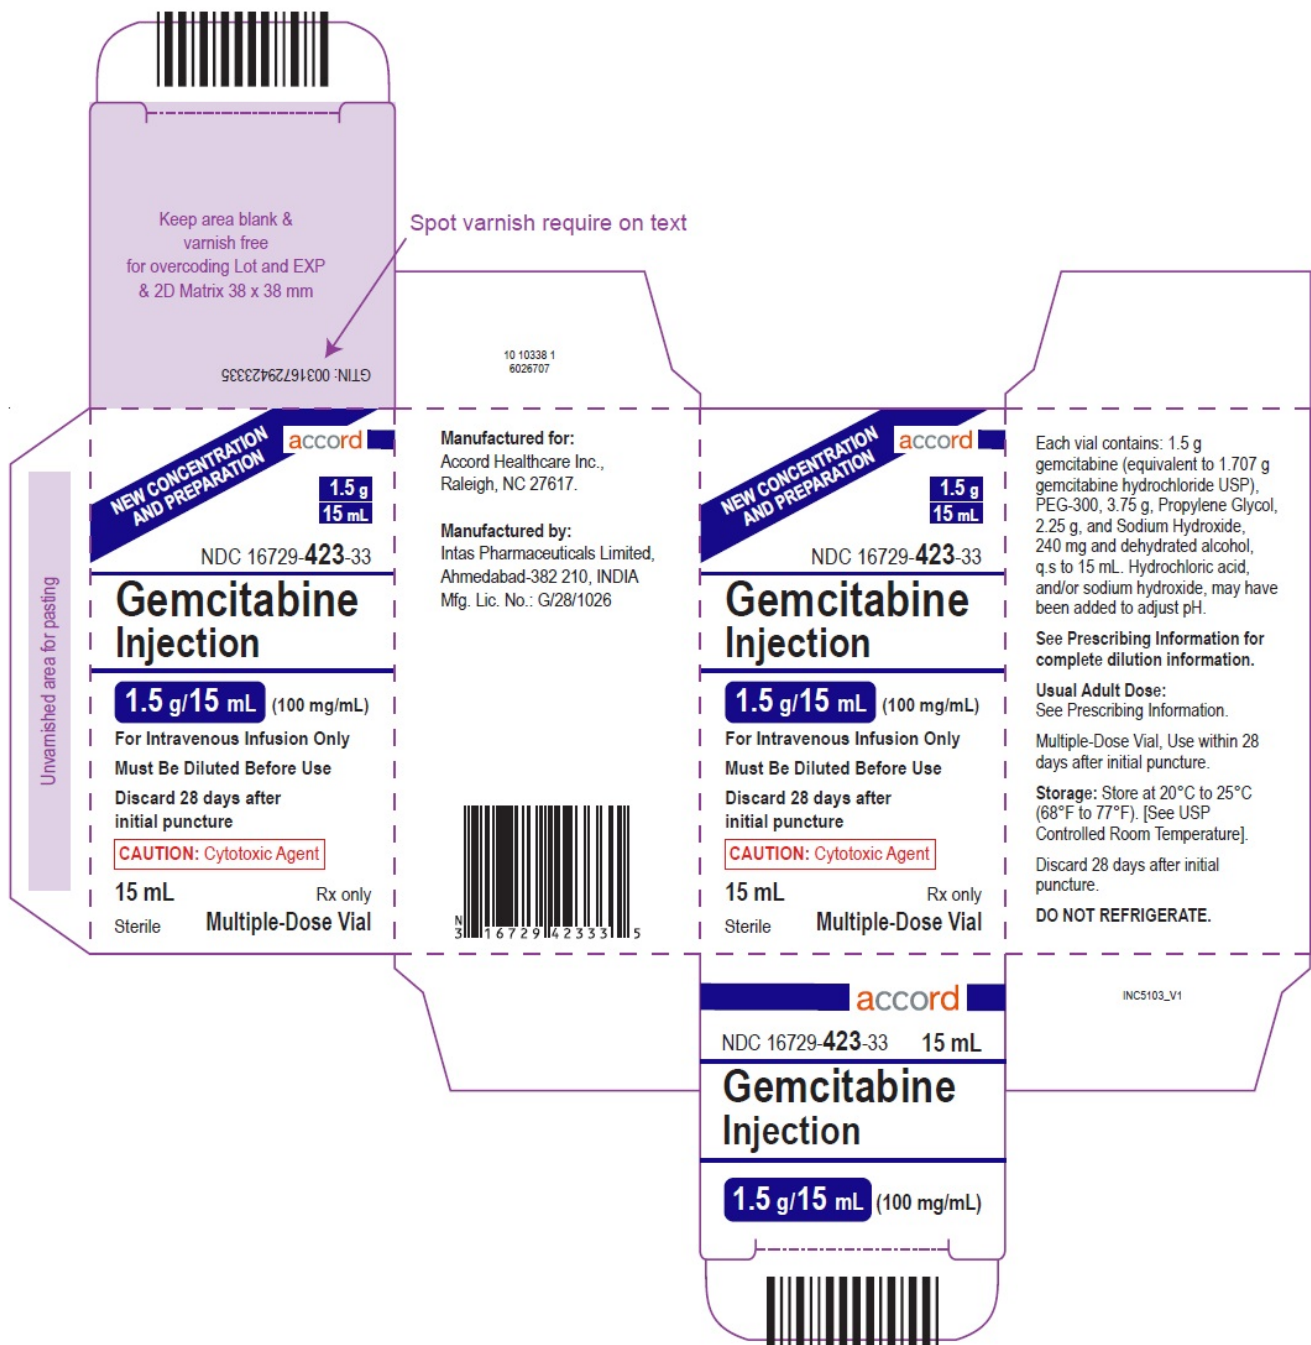 Keep area blank &
varnish free
for overcoding Lot and EXP
& 2D Matrix 38 x 38 mm
Spot varnish require on text
GTIN: 00316729423335
10 10338 1
6026707
Unvarnished area for pasting
NEW CONCENTRATION
AND PREPARATION
accord
1.5 g
15 mL
NDC 16729-423-33
Gemcitabine
Injection
1.5 g/15 mL (100 mg/mL)
For Intravenous Infusion Only
Must Be Diluted Before Use
Discard 28 days after
initial puncture
CAUTION: Cytotoxic Agent
15 mL Rx only
Sterile Multiple-Dose Vial
Manufactured for:
Accord Healthcare Inc.,
Raleigh, NC 27617.
Manufactured by:
Intas Pharmaceuticals Limited,
Ahmedabad-382 210, INDIA
Mfg. Lic. No.: G/28/1026
N
3 16729 42333 5
NEW CONCENTRATION
AND PREPARATION
accord
1.5 g
15 mL
NDC 16729-423-33
Gemcitabine
Injection
1.5 g/15 mL (100 mg/mL)
For Intravenous Infusion Only
Must Be Diluted Before Use
Discard 28 days after
initial puncture
CAUTION: Cytotoxic Agent
15 mL Rx only
Sterile Multiple-Dose Vial
Each vial contains: 1.5 g
gemcitabine (equivalent to 1.707 g
gemcitabine hydrochloride USP),
PEG-300, 3.75 g, Propylene Glycol,
2.25 g, and Sodium Hydroxide,
240 mg and dehydrated alcohol,
q.s to 15 mL. Hydrochloric acid,
and/or sodium hydroxide, may have
been added to adjust pH.
See Prescribing Information for
complete dilution information.
Usual Adult Dose:
See Prescribing Information.
Multiple-Dose Vial, Use within 28
days after initial puncture.
Storage: Store at 20°C to 25°C
(68°F to 77°F). [See USP
Controlled Room Temperature].
Discard 28 days after initial
puncture.
DO NOT REFRIGERATE.
INC5103_V1
accord
NDC 16729-423-33 15 mL
Gemcitabine
Injection
1.5 g/15 mL (100 mg/mL)